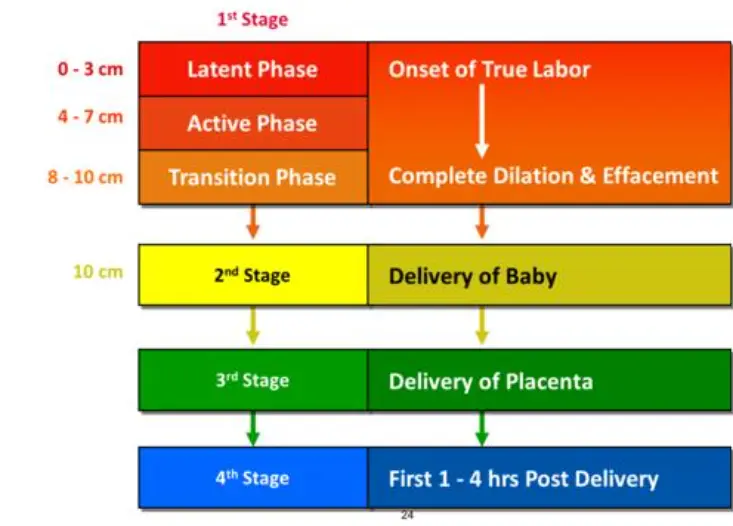 1st Stage
0 - 3 cm Latent Phase Onset of True Labor
4 - 7 cm Active Phase
8 - 10 cm Transition Phase Complete Dilation & Effacement
10 cm 2nd Stage Delivery of Baby
3rd Stage Delivery of Placenta
4th Stage First 1 - 4 hrs Post Delivery
24